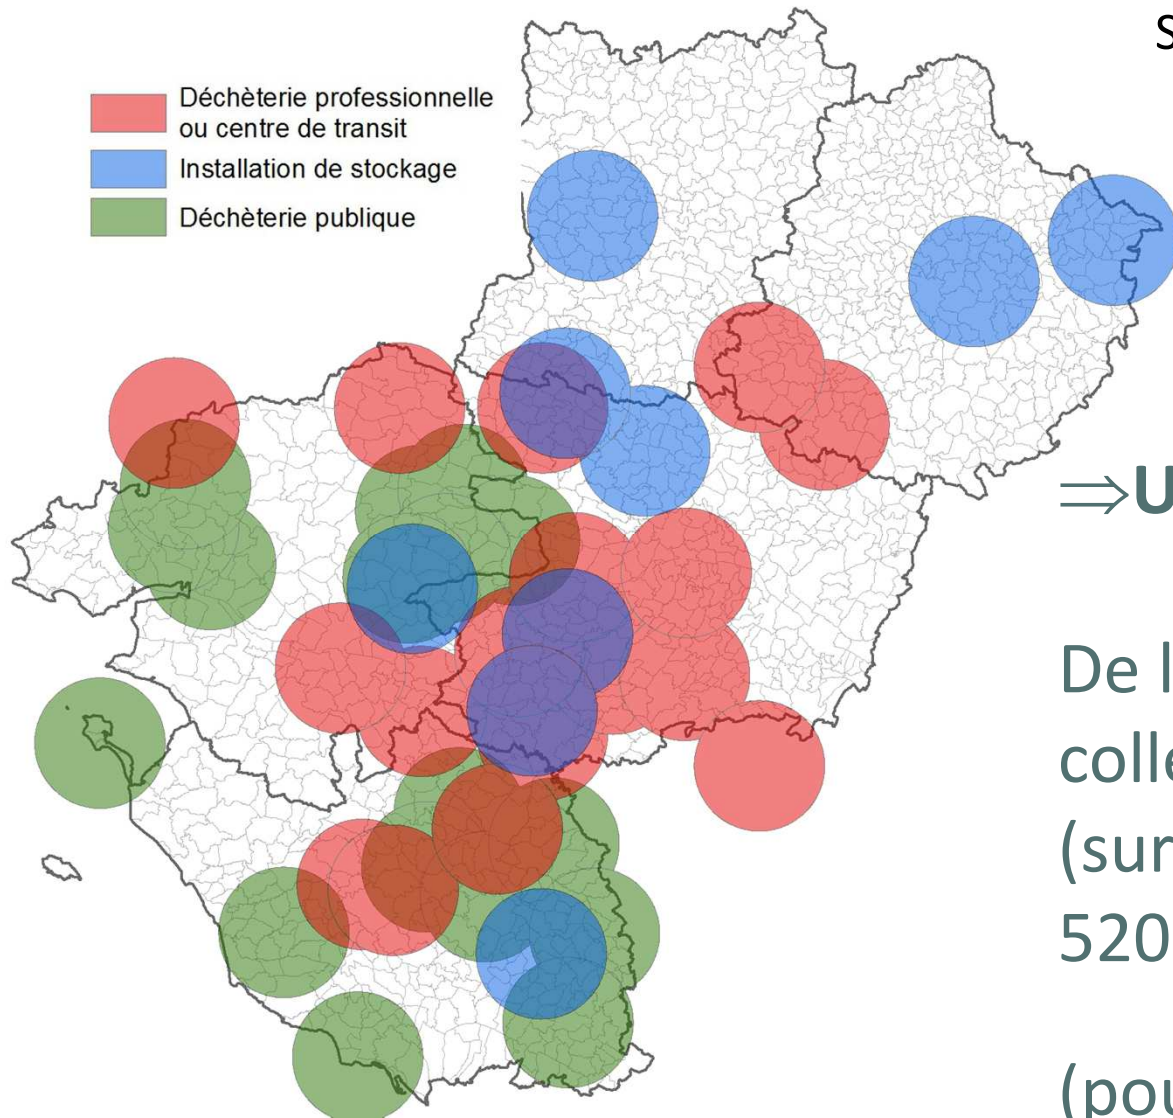 S
Déchèterie professionnelle
ou centre de transit
Installation de stockage
Déchèterie publique
⇒U
De l
colle
(sur
520
(pou